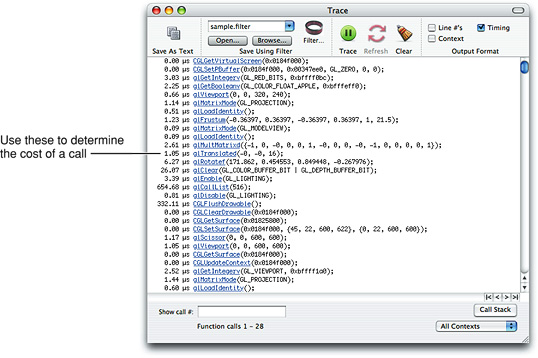 Trace
sample.filter
Line #'s
Timing
Context
Open...
Browse...
Filter...
Save As Text
Save Using Filter
Trace
Refresh
Clear
Output Format
0.00 µs CGLGetVirtualScreen(0x0184f000);
0.00 µs CGLSetPBuffer(0x0184f000, 0x00347ee0, GL_ZERO, 0, 0);
3.03 µs glGetIntegerv(GL_RED_BITS, 0xbffff0bc);
2.25 µs glGetBooleanv(GL_COLOR_FLOAT_APPLE, 0xbfffeff0);
0.66 µs glViewport(0, 0, 320, 240);
1.14 µs glMatrixMode(GL_PROJECTION);
0.51 µs glLoadIdentity();
1.23 µs glFrustum(-0.36397, 0.36397, -0.36397, 0.36397, 1, 21.5);
0.09 µs glMatrixMode(GL_MODELVIEW);
0.09 µs glLoadIdentity();
2.61 µs glMultMatrixd({-1, 0, -0, 0, 0, 1, -0, 0, 0, -0, -1, 0, 0, 0, 0, 1});
Use these to determine
the cost of a call
1.05 µs glTranslated(-0, -0, 16);
6.27 µs glRotatef(171.862, 0.454553, 0.849448, -0.267976);
26.07 µs glClear(GL_COLOR_BUFFER_BIT | GL_DEPTH_BUFFER_BIT);
3.39 µs glEnable(GL_LIGHTING);
654.68 µs glCallList(516);
0.81 µs glDisable(GL_LIGHTING);
332.11 µs CGLFlushDrawable();
0.00 µs CGLClearDrawable(0x0184f000);
0.00 µs CGLGetSurface(0x01825800);
0.00 µs CGLSetSurface(0x0184f000, {45, 22, 600, 622}, {0, 22, 600, 600});
1.17 µs glScissor(0, 0, 600, 600);
1.05 µs glViewport(0, 0, 600, 600);
0.00 µs CGLGetSurface(0x0184f000);
0.00 µs CGLUpdateContext(0x0184f000);
2.52 µs glGetIntegerv(GL_VIEWPORT, 0xbffff1d0);
1.44 µs glMatrixMode(GL_PROJECTION);
0.60 µs glLoadIdentity();
Show call #:
Call Stack
Function calls 1 - 28
All Contexts